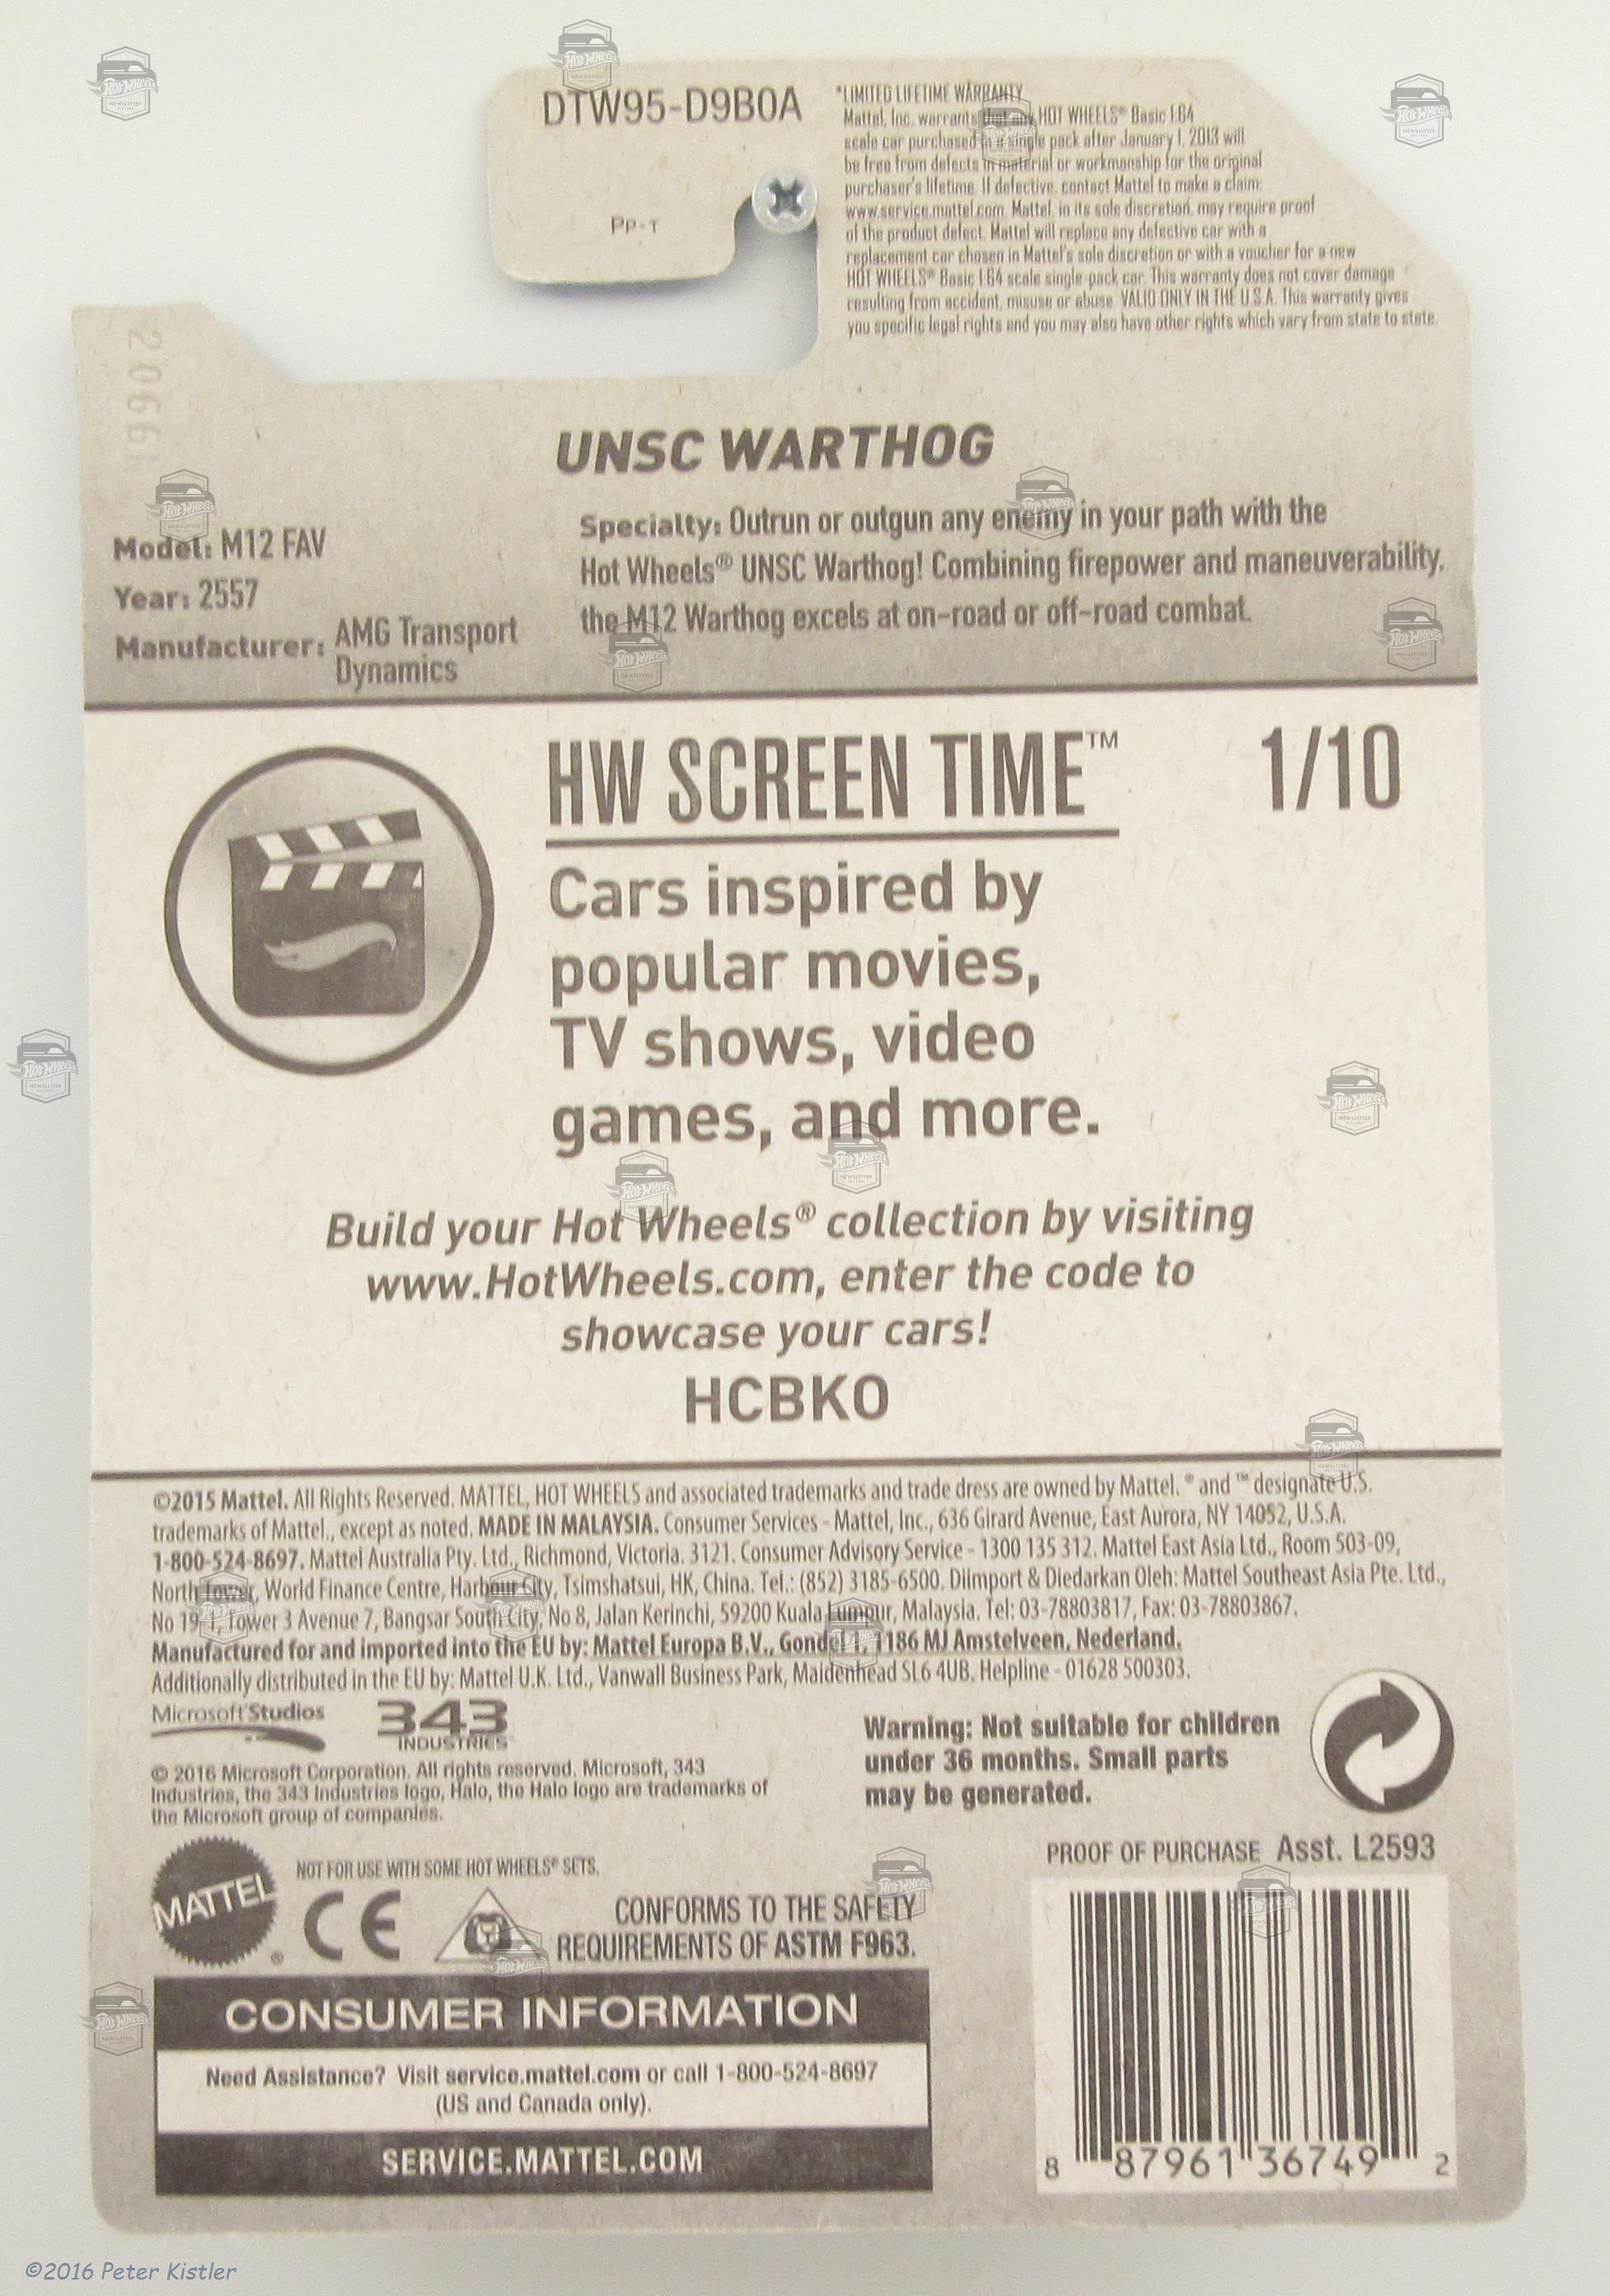 DTW95-D9B0A
Pp-T
*LIMITED LIFETIME WARRANTY
Mattel, Inc. warrants that any HOT WHEELS® Basic 1:64
scale car purchased in a single pack after January 1, 2013 will
be free from defects in material or workmanship for the original
purchaser's lifetime. If defective, contact Mattel to make a claim:
www.service.mattel.com. Mattel, in its sole discretion, may require proof
of the product defect. Mattel will replace any defective car with a
replacement car chosen in Mattel's sole discretion or with a voucher for a new
HOT WHEELS® Basic 1:64 scale single-pack car. This warranty does not cover damage
resulting from accident, misuse or abuse. VALID ONLY IN THE U.S.A. This warranty gives
you specific legal rights and you may also have other rights which vary from state to state.
UNSC WARTHOG
Model: M12 FAV
Year: 2557
Manufacturer: AMG Transport
Dynamics
Specialty: Outrun or outgun any enemy in your path with the
Hot Wheels® UNSC Warthog! Combining firepower and maneuverability,
the M12 Warthog excels at on-road or off-road combat.
HW SCREEN TIME™ 1/10
Cars inspired by
popular movies,
TV shows, video
games, and more.
Build your Hot Wheels® collection by visiting
www.HotWheels.com, enter the code to
showcase your cars!
HCBKO
©2015 Mattel. All Rights Reserved. MATTEL, HOT WHEELS and associated trademarks and trade dress are owned by Mattel. ® and ™ designate U.S.
trademarks of Mattel., except as noted. MADE IN MALAYSIA. Consumer Services - Mattel, Inc., 636 Girard Avenue, East Aurora, NY 14052, U.S.A.
1-800-524-8697. Mattel Australia Pty. Ltd., Richmond, Victoria. 3121. Consumer Advisory Service - 1300 135 312. Mattel East Asia Ltd., Room 503-09,
North Tower, World Finance Centre, Harbour City, Tsimshatsui, HK, China. Tel.: (852) 3185-6500. Diimport & Diedarkan Oleh: Mattel Southeast Asia Pte. Ltd.,
No 19-1, Tower 3 Avenue 7, Bangsar South City, No 8, Jalan Kerinchi, 59200 Kuala Lumpur, Malaysia. Tel: 03-78803817, Fax: 03-78803867.
Manufactured for and imported into the EU by: Mattel Europa B.V., Gondel 1, 1186 MJ Amstelveen, Nederland.
Additionally distributed in the EU by: Mattel U.K. Ltd., Vanwall Business Park, Maidenhead SL6 4UB. Helpline - 01628 500303.
Microsoft Studios
343
INDUSTRIES
© 2016 Microsoft Corporation. All rights reserved. Microsoft, 343
Industries, the 343 Industries logo, Halo, the Halo logo are trademarks of
the Microsoft group of companies.
Warning: Not suitable for children
under 36 months. Small parts
may be generated.
MATTEL®
NOT FOR USE WITH SOME HOT WHEELS® SETS.
CE
CONFORMS TO THE SAFETY
REQUIREMENTS OF ASTM F963.
PROOF OF PURCHASE Asst. L2593
CONSUMER INFORMATION
Need Assistance? Visit service.mattel.com or call 1-800-524-8697
(US and Canada only).
SERVICE.MATTEL.COM
8 87961 36749 2
©2016 Peter Kistler